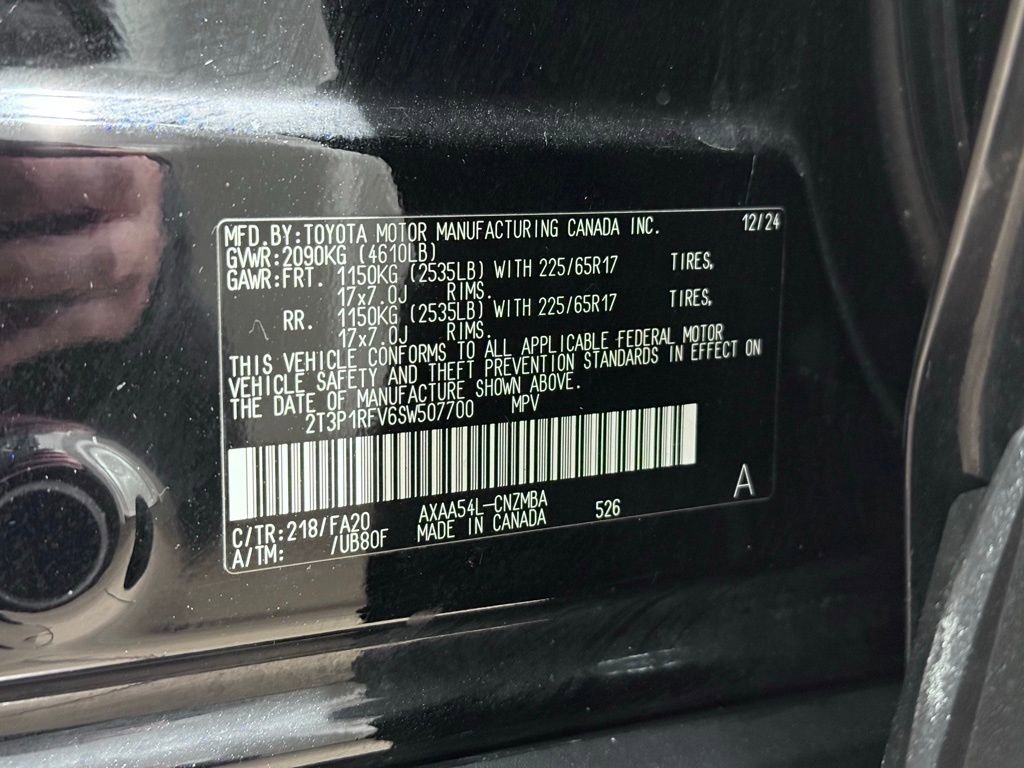 MFD.BY:TOYOTA MOTOR MANUFACTURING CANADA INC. 12/24
GVWR:2090KG (4610LB)
GAWR:FRT. 1150KG (2535LB) WITH 225/65R17 TIRES,
17x7.0J RIMS.
RR. 1150KG (2535LB) WITH 225/65R17 TIRES,
17x7.0J RIMS.
THIS VEHICLE CONFORMS TO ALL APPLICABLE FEDERAL MOTOR
VEHICLE SAFETY AND THEFT PREVENTION STANDARDS IN EFFECT ON
THE DATE OF MANUFACTURE SHOWN ABOVE.
2T3P1RFV6SW507700 MPV
C/TR:218/FA20 AXAA54L-CNZMBA 526 A
A/TM: /UB80F MADE IN CANADA